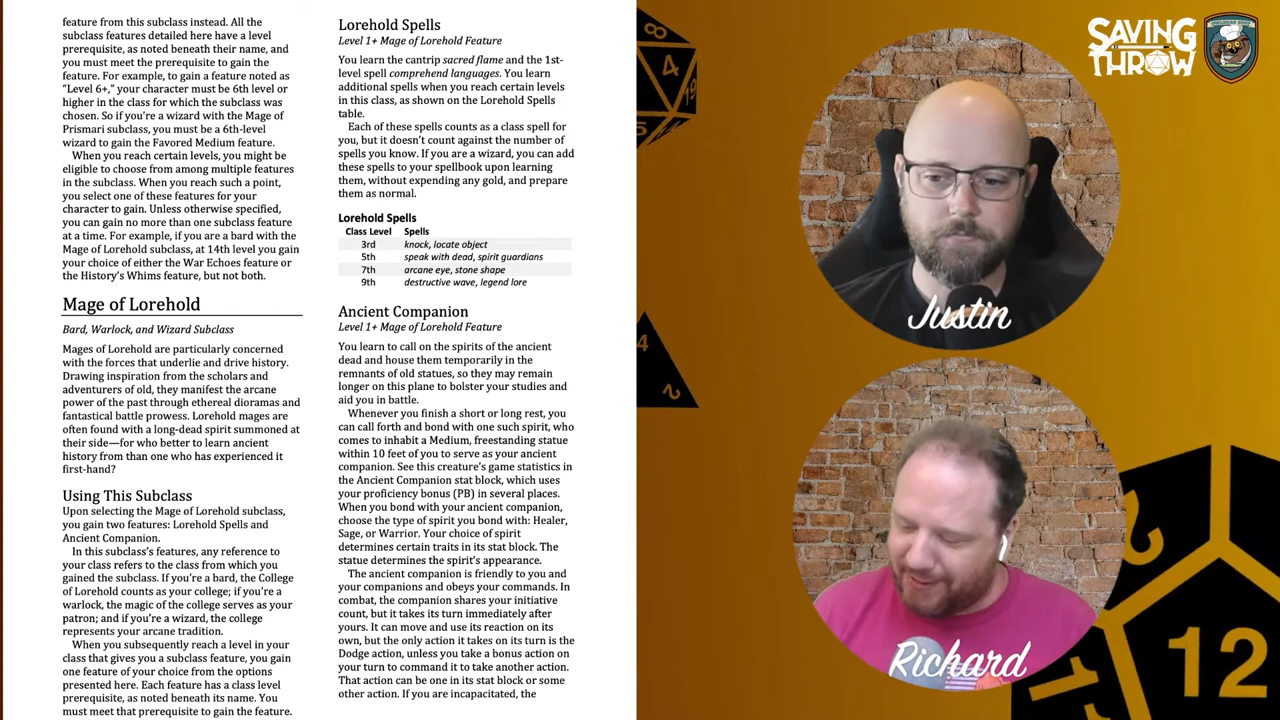 feature from this subclass instead. All the
subclass features detailed here have a level
prerequisite, as noted beneath their name, and
you must meet the prerequisite to gain the
feature. For example, to gain a feature noted as
“Level 6+,” your character must be 6th level or
higher in the class for which the subclass was
chosen. So if you’re a wizard with the Mage of
Prismari subclass, you must be a 6th-level
wizard to gain the Favored Medium feature.
When you reach certain levels, you might be
eligible to choose from among multiple features
in the subclass. When you reach such a point,
you select one of these features for your
character to gain. Unless otherwise specified,
you can gain no more than one subclass feature
at a time. For example, if you are a bard with the
Mage of Lorehold subclass, at 14th level you gain
your choice of either the War Echoes feature or
the History’s Whims feature, but not both.
Mage of Lorehold
Bard, Warlock, and Wizard Subclass
Mages of Lorehold are particularly concerned
with the forces that underlie and drive history.
Drawing inspiration from the scholars and
adventurers of old, they manifest the arcane
power of the past through ethereal dioramas and
fantastical battle prowess. Lorehold mages are
often found with a long-dead spirit summoned at
their side—for who better to learn ancient
history from than one who has experienced it
first-hand?
Using This Subclass
Upon selecting the Mage of Lorehold subclass,
you gain two features: Lorehold Spells and
Ancient Companion.
In this subclass’s features, any reference to
your class refers to the class from which you
gained the subclass. If you’re a bard, the College
of Lorehold counts as your college; if you’re a
warlock, the magic of the college serves as your
patron; and if you’re a wizard, the college
represents your arcane tradition.
When you subsequently reach a level in your
class that gives you a subclass feature, you gain
one feature of your choice from the options
presented here. Each feature has a class level
prerequisite, as noted beneath its name. You
must meet that prerequisite to gain the feature.
Lorehold Spells
Level 1+ Mage of Lorehold Feature
You learn the cantrip sacred flame and the 1st-
level spell comprehend languages. You learn
additional spells when you reach certain levels
in this class, as shown on the Lorehold Spells
table.
Each of these spells counts as a class spell for
you, but it doesn’t count against the number of
spells you know. If you are a wizard, you can add
these spells to your spellbook upon learning
them, without expending any gold, and prepare
them as normal.
Lorehold Spells
Class Level Spells
3rd knock, locate object
5th speak with dead, spirit guardians
7th arcane eye, stone shape
9th destructive wave, legend lore
Ancient Companion
Level 1+ Mage of Lorehold Feature
You learn to call on the spirits of the ancient
dead and house them temporarily in the
remnants of old statues, so they may remain
longer on this plane to bolster your studies and
aid you in battle.
Whenever you finish a short or long rest, you
can call forth and bond with one such spirit, who
comes to inhabit a Medium, freestanding statue
within 10 feet of you to serve as your ancient
companion. See this creature’s game statistics in
the Ancient Companion stat block, which uses
your proficiency bonus (PB) in several places.
When you bond with your ancient companion,
choose the type of spirit you bond with: Healer,
Sage, or Warrior. Your choice of spirit
determines certain traits in its stat block. The
statue determines the spirit’s appearance.
The ancient companion is friendly to you and
your companions and obeys your commands. In
combat, the companion shares your initiative
count, but it takes its turn immediately after
yours. It can move and use its reaction on its
own, but the only action it takes on its turn is the
Dodge action, unless you take a bonus action on
your turn to command it to take another action.
That action can be one in its stat block or some
other action. If you are incapacitated, the
SAVING
THROW
Justin
Richard
8
4
19
5
4
2
2
12
1